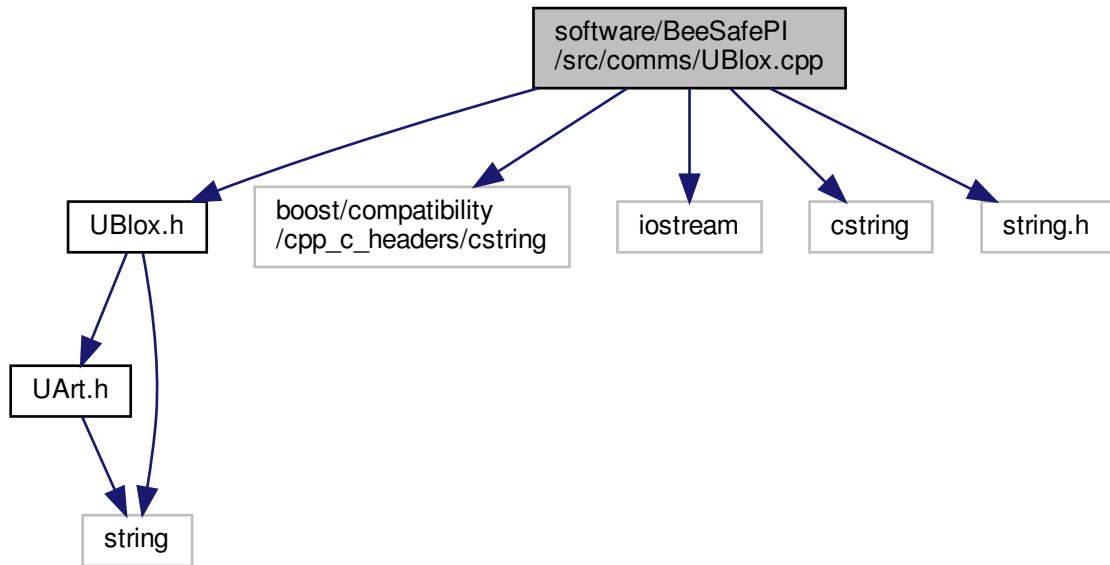 software/BeeSafePI
/src/comms/UBlox.cpp
UBlox.h
boost/compatibility
/cpp_c_headers/cstring
iostream
cstring
string.h
UArt.h
string